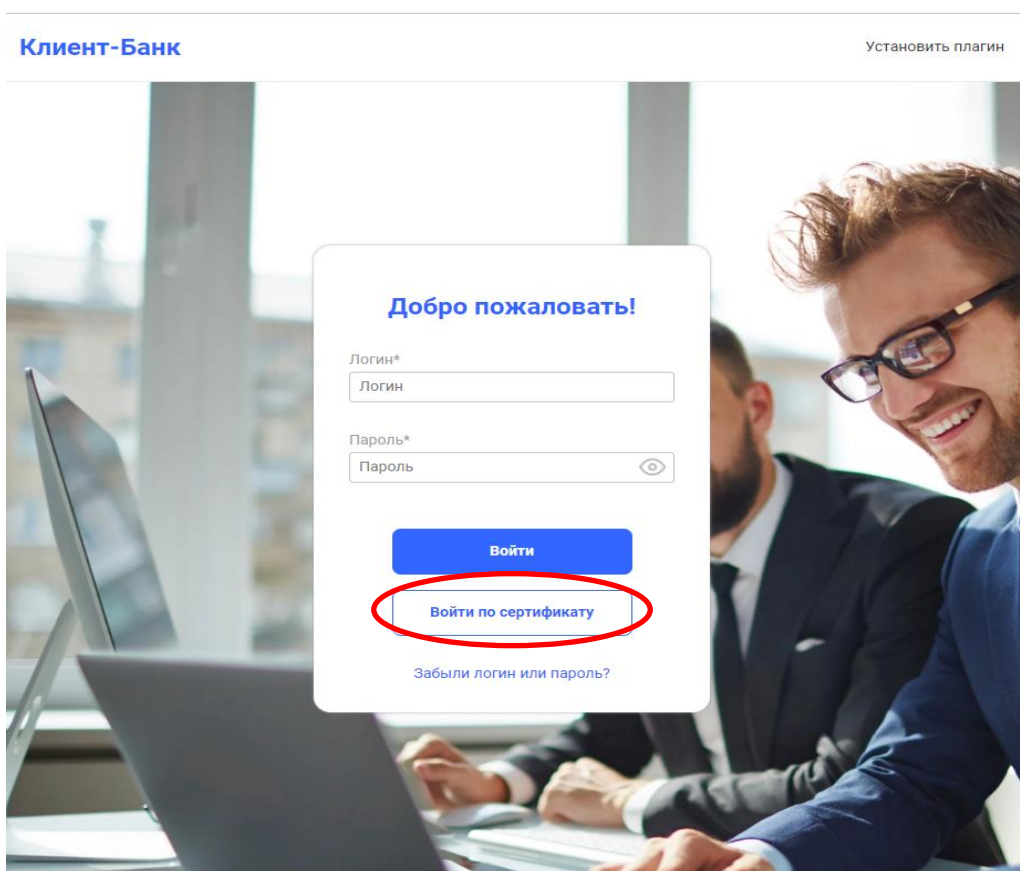 Клиент-Банк
Установить плагин
Добро пожаловать!
Логин*
Логин
Пароль*
Пароль
Войти
Войти по сертификату
Забыли логин или пароль?